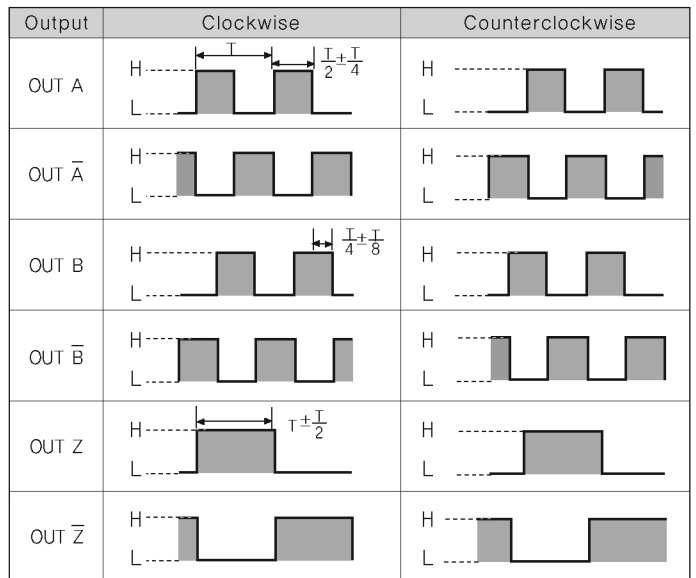 Output Clockwise Counterclockwise
OUT A H L T T/2±T/4 H L
OUT A̅ H L H L
OUT B H L T/4±T/8 H L
OUT B̅ H L H L
OUT Z H L T±T/2 H L
OUT Z̅ H L H L